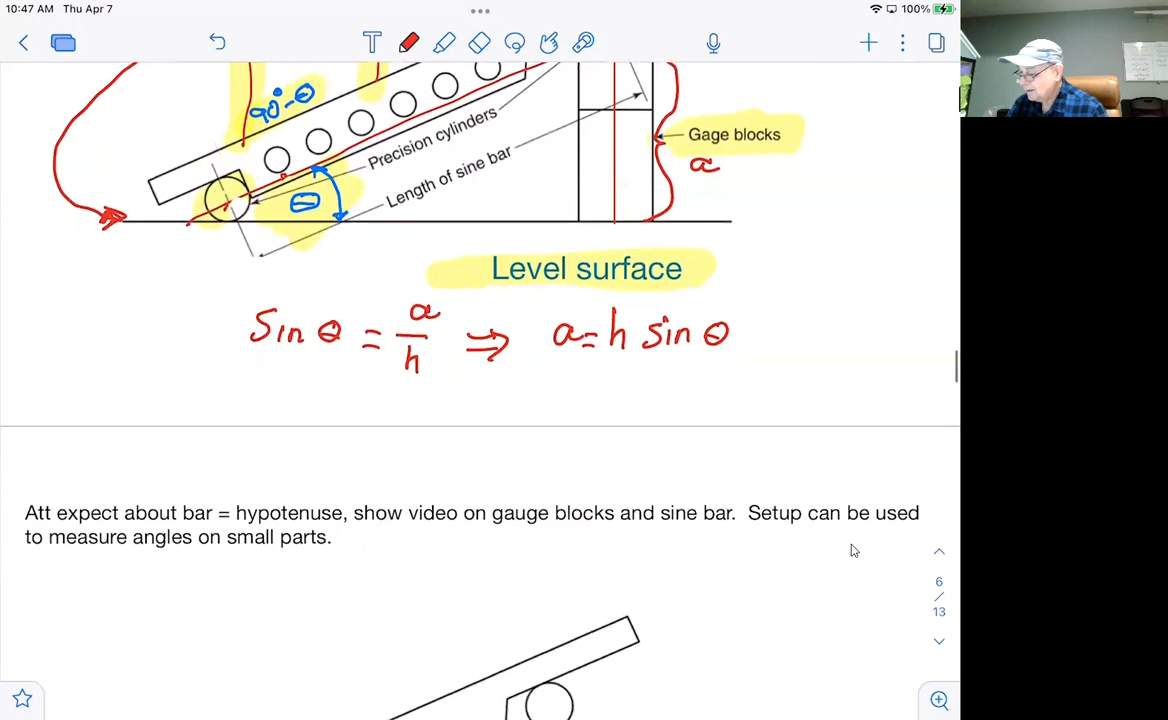 10:47 AM Thu Apr 7
100%
T
90°-θ
Precision cylinders
Length of sine bar
Gage blocks
a
θ
Level surface
Sin θ = a/h ⇒ a = h sin θ
Att expect about bar = hypotenuse, show video on gauge blocks and sine bar. Setup can be used
to measure angles on small parts.
6
/
13